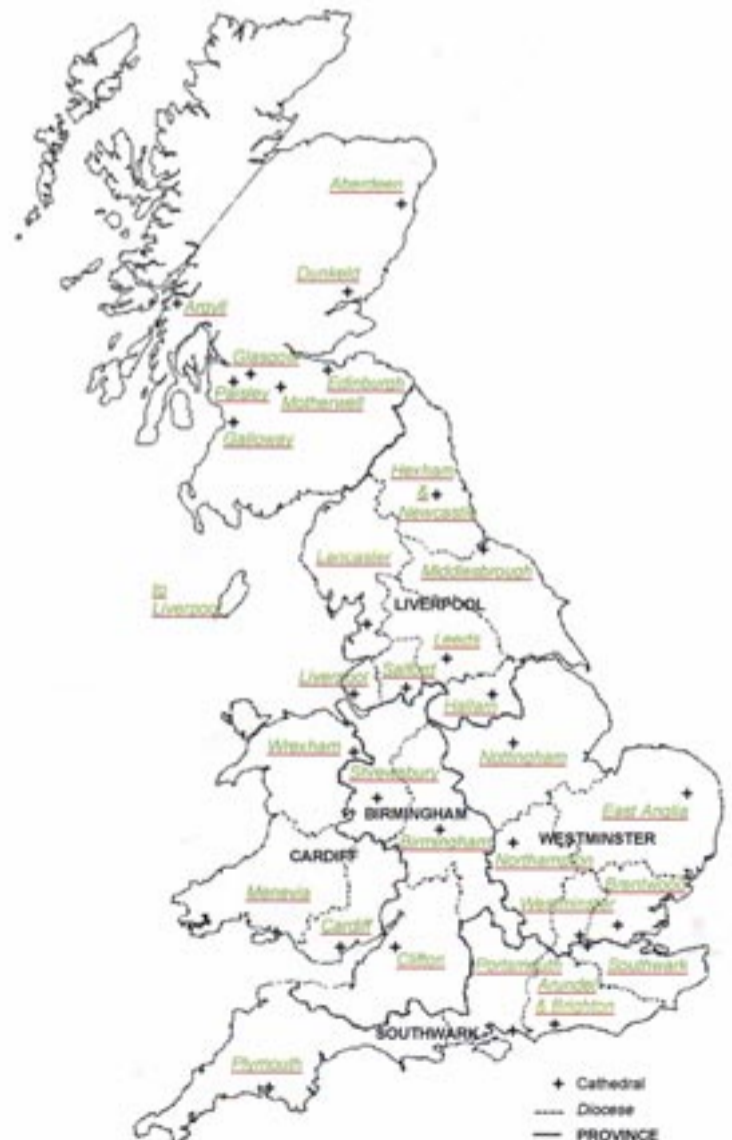 Aberdeen
Dunkeld
Argyll
Glasgow
Edinburgh
Paisley
Motherwell
Galloway
Hexham
&
Newcastle
Lancaster
Middlesbrough
to
Liverpool
LIVERPOOL
Leeds
Salford
Liverpool
Hallam
Wrexham
Nottingham
Shrewsbury
East Anglia
BIRMINGHAM
Birmingham
WESTMINSTER
CARDIFF
Northampton
Brentwood
Menevia
Westminster
Cardiff
Clifton
Portsmouth
Southwark
Arundel
& Brighton
SOUTHWARK
Plymouth
Cathedral
Diocese
PROVINCE